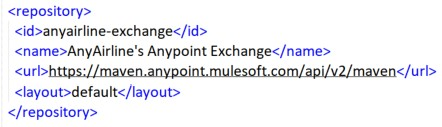 <repository>
<id>anyairline-exchange</id>
<name>AnyAirline's Anypoint Exchange</name>
<url>https://maven.anypoint.mulesoft.com/api/v2/maven</url>
<layout>default</layout>
</repository>